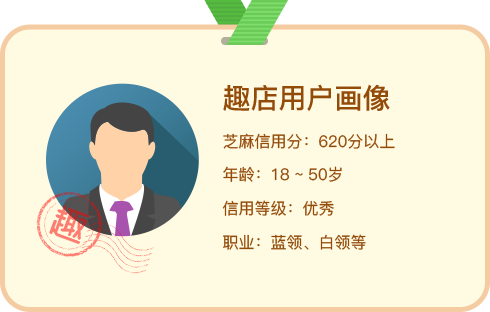 趣店用户画像
芝麻信用分：620分以上
年龄：18 ~ 50岁
信用等级：优秀
职业：蓝领、白领等
趣